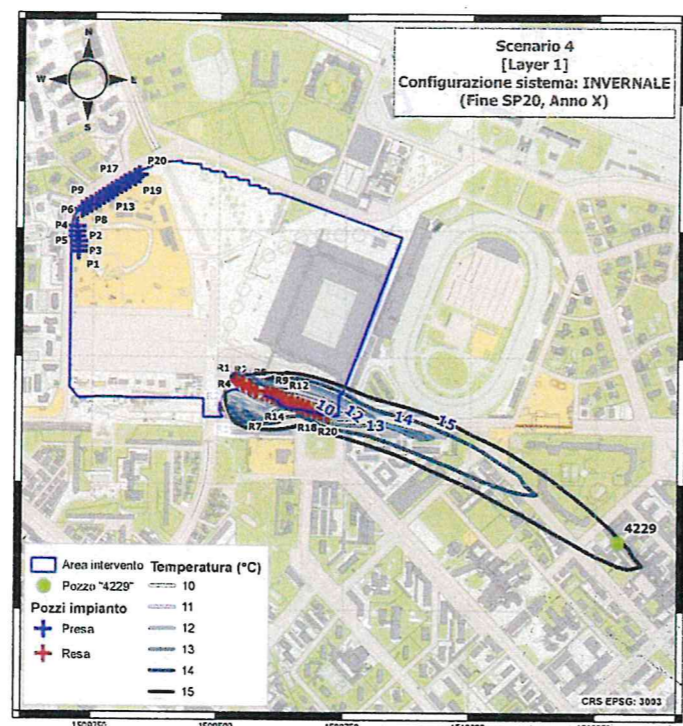 Scenario 4
[Layer 1]
Configurazione sistema: INVERNALE
(Fine SP20, Anno X)
N
W
E
S
P20
P17
P19
P9
P13
P6
P8
P4
P2
P5
P3
P1
R1
R2
R9
R4
R12
10
12
14
15
R14
13
R7
R18
R20
4229
Area intervento
Pozzo "4229"
Pozzi impianto
Presa
Resa
Temperatura (°C)
10
11
12
13
14
15
CRS EPSG: 3003